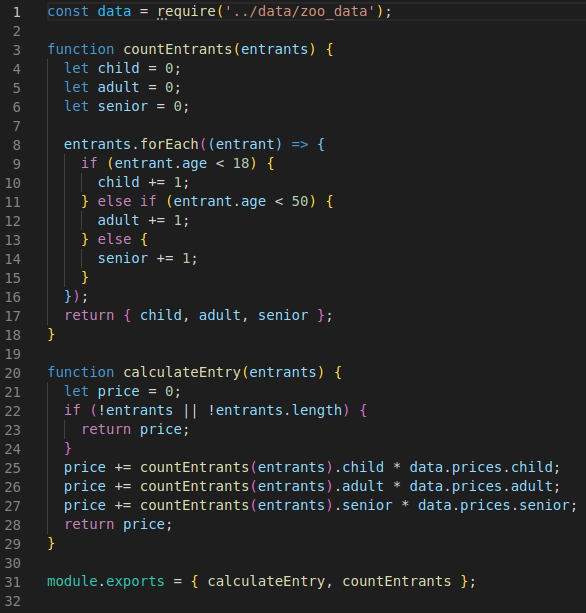 1 const data = require('../data/zoo_data');
2
3 function countEntrants(entrants) {
4   let child = 0;
5   let adult = 0;
6   let senior = 0;
7
8   entrants.forEach((entrant) => {
9     if (entrant.age < 18) {
10       child += 1;
11     } else if (entrant.age < 50) {
12       adult += 1;
13     } else {
14       senior += 1;
15     }
16   });
17   return { child, adult, senior };
18 }
19
20 function calculateEntry(entrants) {
21   let price = 0;
22   if (!entrants || !entrants.length) {
23     return price;
24   }
25   price += countEntrants(entrants).child * data.prices.child;
26   price += countEntrants(entrants).adult * data.prices.adult;
27   price += countEntrants(entrants).senior * data.prices.senior;
28   return price;
29 }
30
31 module.exports = { calculateEntry, countEntrants };
32